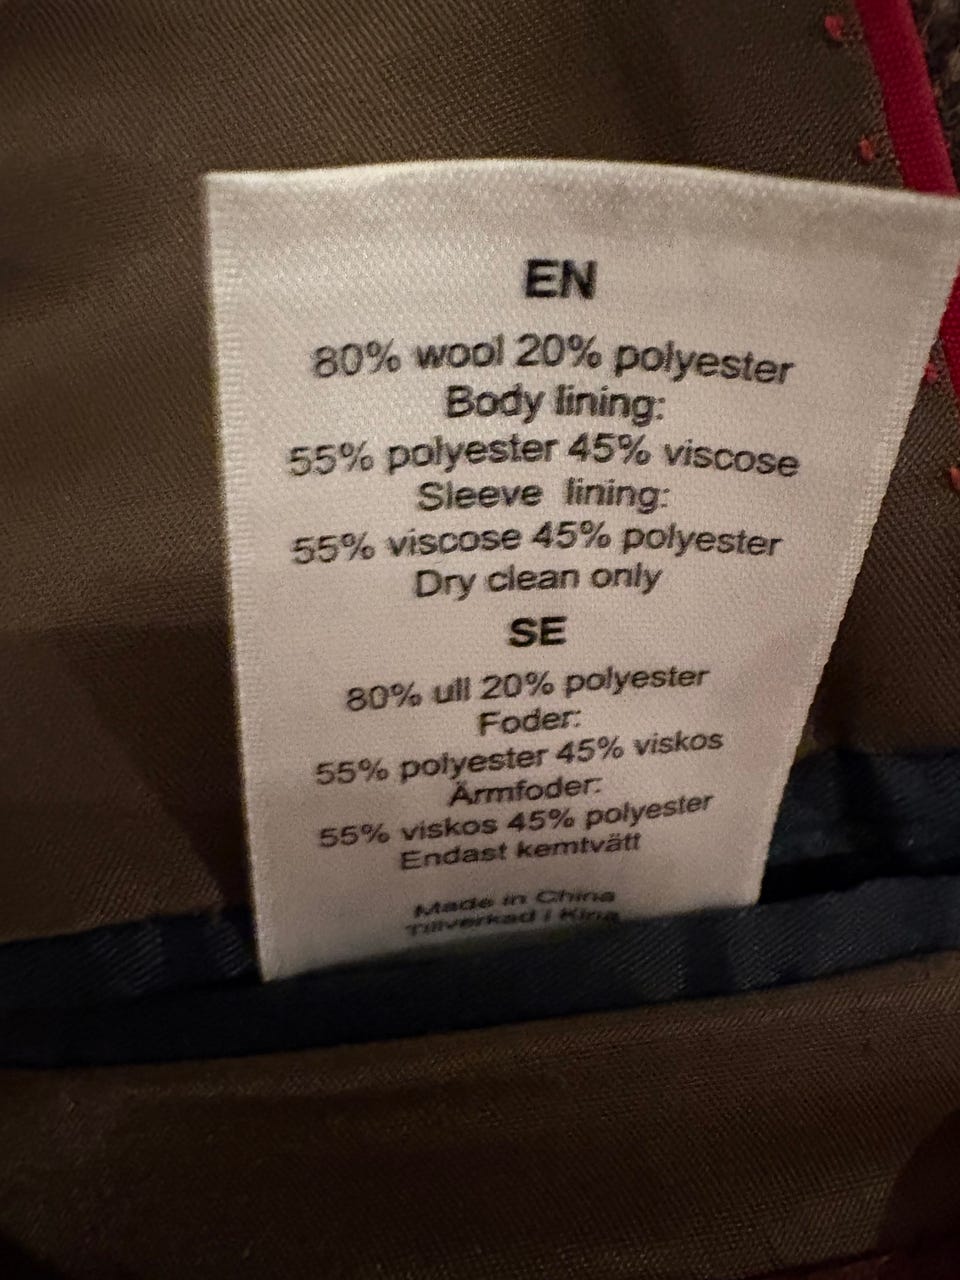 EN
80% wool 20% polyester
Body lining:
55% polyester 45% viscose
Sleeve lining:
55% viscose 45% polyester
Dry clean only
SE
80% ull 20% polyester
Foder:
55% polyester 45% viskos
Ärmfoder:
55% viskos 45% polyester
Endast kemtvätt
Made in China
Tillverkad i Kina